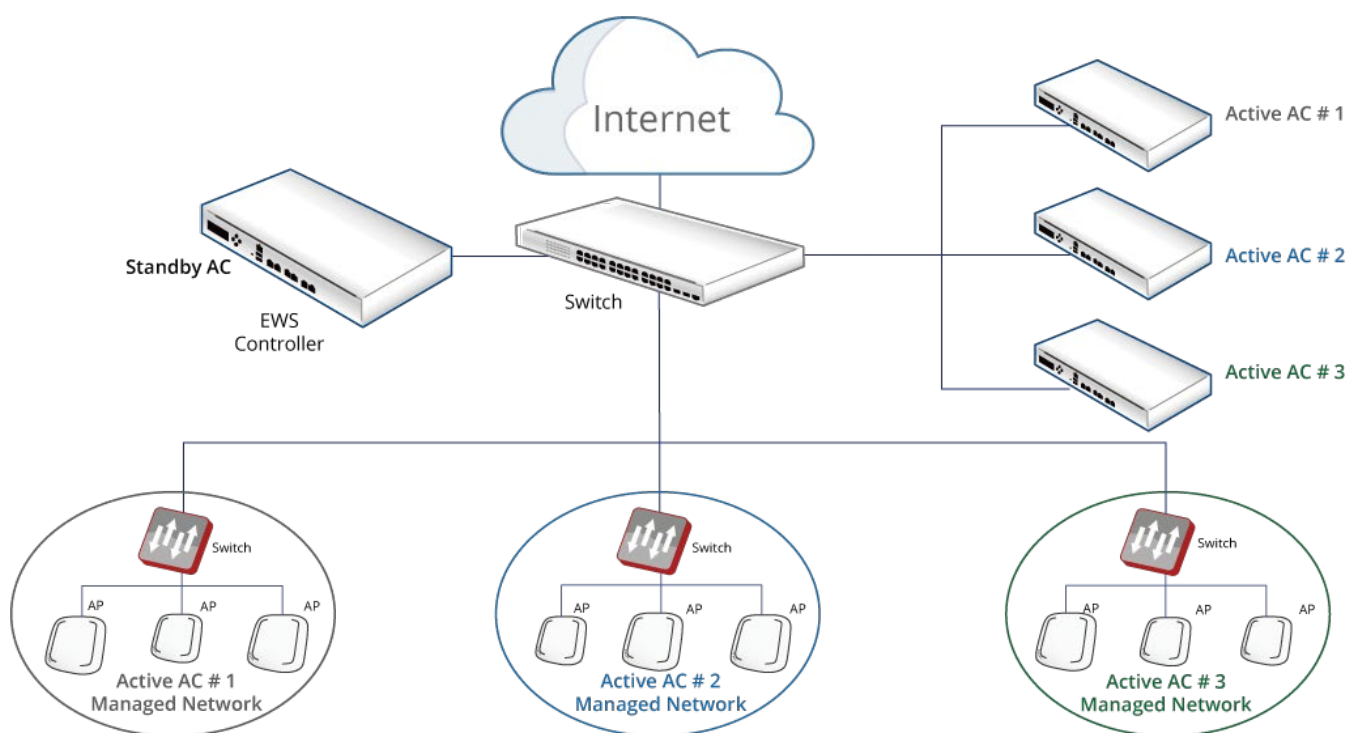 Internet
Active AC # 1
Standby AC
EWS
Controller
Switch
Active AC # 2
Active AC # 3
Switch
AP
AP
AP
Active AC # 1
Managed Network
Switch
AP
AP
AP
Active AC # 2
Managed Network
Switch
AP
AP
AP
Active AC # 3
Managed Network